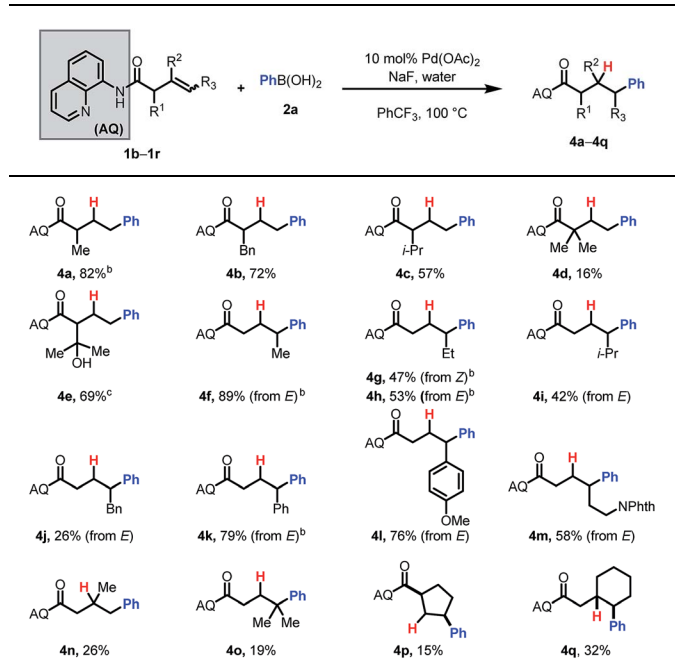 O R² R₃ N H R¹ N (AQ)
1b–1r
+
PhB(OH)₂
2a
10 mol% Pd(OAc)₂
NaF, water
PhCF₃, 100 °C
O R² H Ph AQ R¹ R₃
4a–4q
O H Ph AQ Me
4a, 82%ᵇ
O H Ph AQ Bn
4b, 72%
O H Ph AQ i-Pr
4c, 57%
O H Ph AQ Me Me
4d, 16%
O H Ph AQ Me Me OH
4e, 69%ᶜ
O H Ph AQ Me
4f, 89% (from E)ᵇ
O H Ph AQ Et
4g, 47% (from Z)ᵇ
4h, 53% (from E)ᵇ
O H Ph AQ i-Pr
4i, 42% (from E)
O H Ph AQ Bn
4j, 26% (from E)
O H Ph AQ Ph
4k, 79% (from E)ᵇ
O H Ph AQ OMe
4l, 76% (from E)
O H Ph AQ NPhth
4m, 58% (from E)
O H Me AQ Ph
4n, 26%
O H Ph AQ Me Me
4o, 19%
O AQ H Ph
4p, 15%
O AQ H Ph
4q, 32%